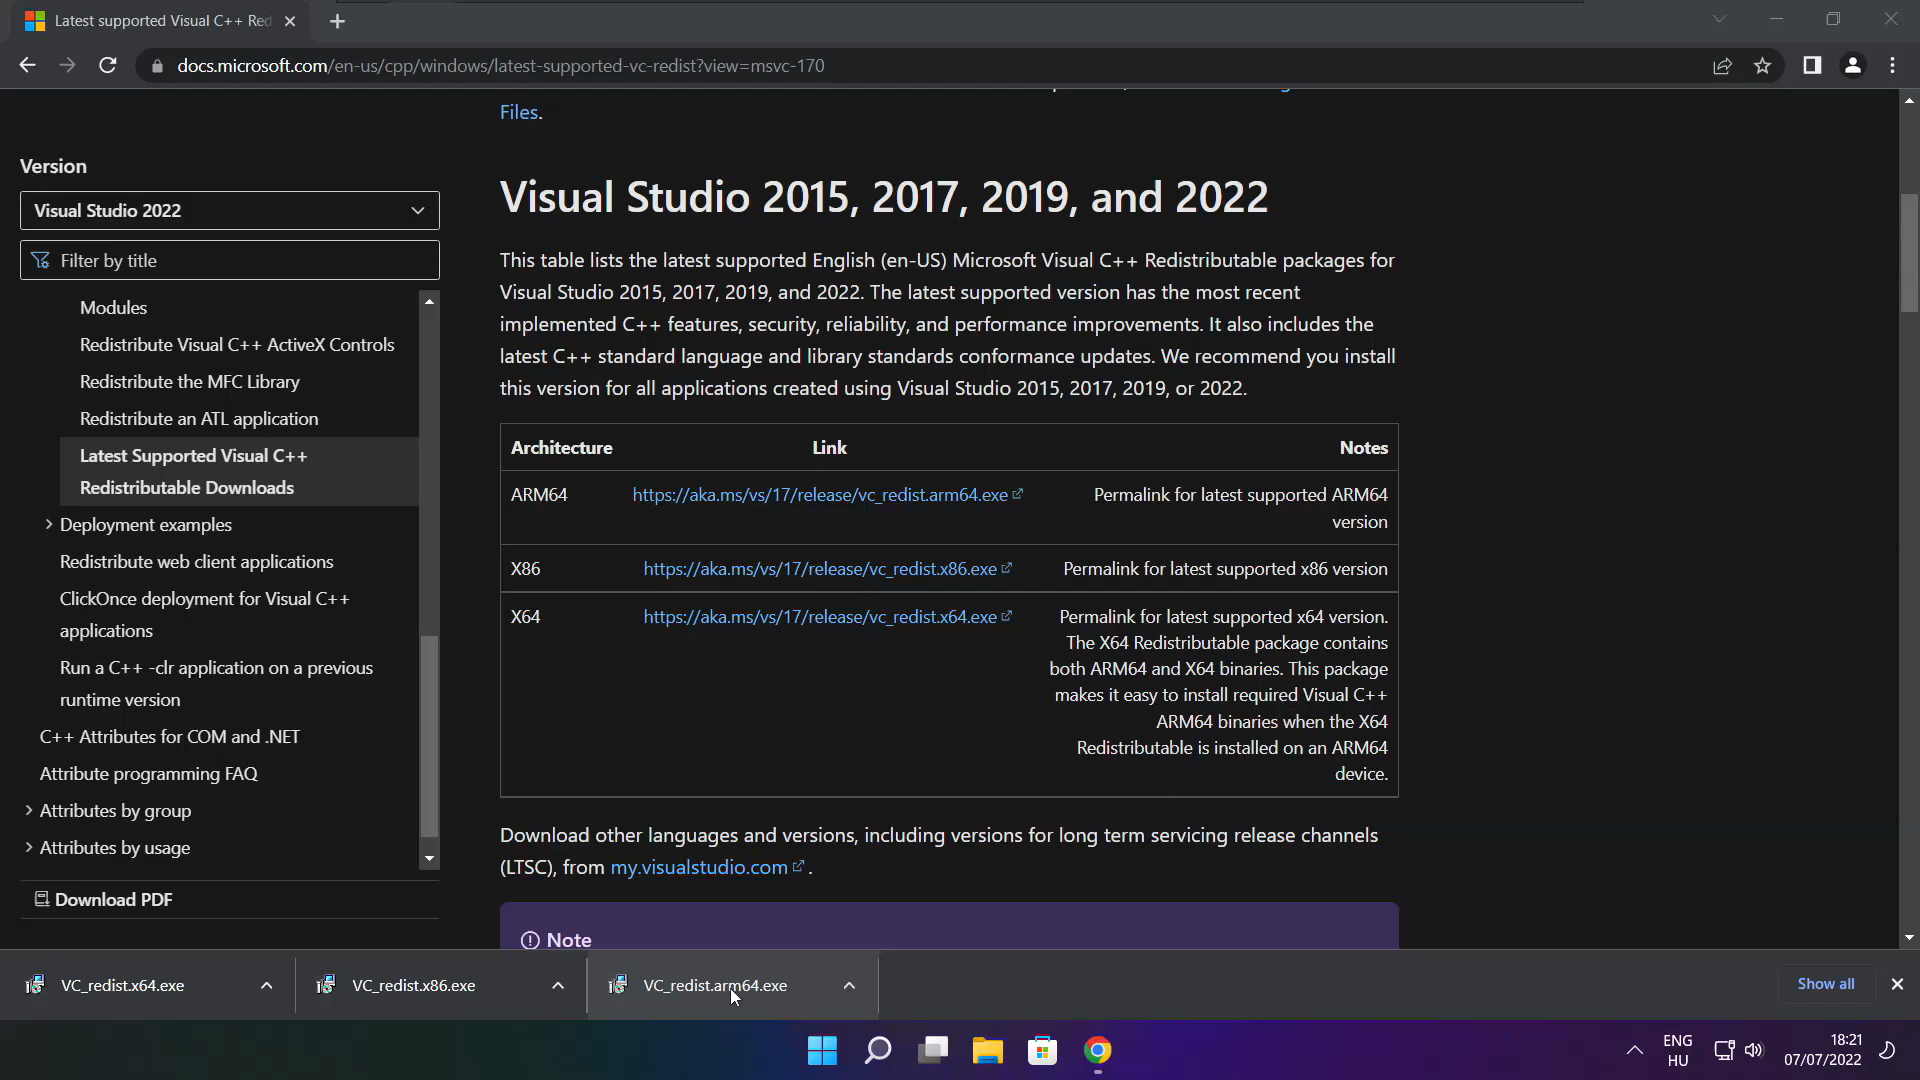 Latest supported Visual C++ Red
docs.microsoft.com/en-us/cpp/windows/latest-supported-vc-redist?view=msvc-170
Files.
Version
Visual Studio 2022
Filter by title
Modules
Redistribute Visual C++ ActiveX Controls
Redistribute the MFC Library
Redistribute an ATL application
Latest Supported Visual C++
Redistributable Downloads
Deployment examples
Redistribute web client applications
ClickOnce deployment for Visual C++
applications
Run a C++ -clr application on a previous
runtime version
C++ Attributes for COM and .NET
Attribute programming FAQ
Attributes by group
Attributes by usage
Download PDF
Visual Studio 2015, 2017, 2019, and 2022
This table lists the latest supported English (en-US) Microsoft Visual C++ Redistributable packages for
Visual Studio 2015, 2017, 2019, and 2022. The latest supported version has the most recent
implemented C++ features, security, reliability, and performance improvements. It also includes the
latest C++ standard language and library standards conformance updates. We recommend you install
this version for all applications created using Visual Studio 2015, 2017, 2019, or 2022.
Architecture Link Notes
ARM64 https://aka.ms/vs/17/release/vc_redist.arm64.exe Permalink for latest supported ARM64
version
X86 https://aka.ms/vs/17/release/vc_redist.x86.exe Permalink for latest supported x86 version
X64 https://aka.ms/vs/17/release/vc_redist.x64.exe Permalink for latest supported x64 version.
The X64 Redistributable package contains
both ARM64 and X64 binaries. This package
makes it easy to install required Visual C++
ARM64 binaries when the X64
Redistributable is installed on an ARM64
device.
Download other languages and versions, including versions for long term servicing release channels
(LTSC), from my.visualstudio.com .
Note
VC_redist.x64.exe
VC_redist.x86.exe
VC_redist.arm64.exe
Show all
ENG
HU
18:21
07/07/2022